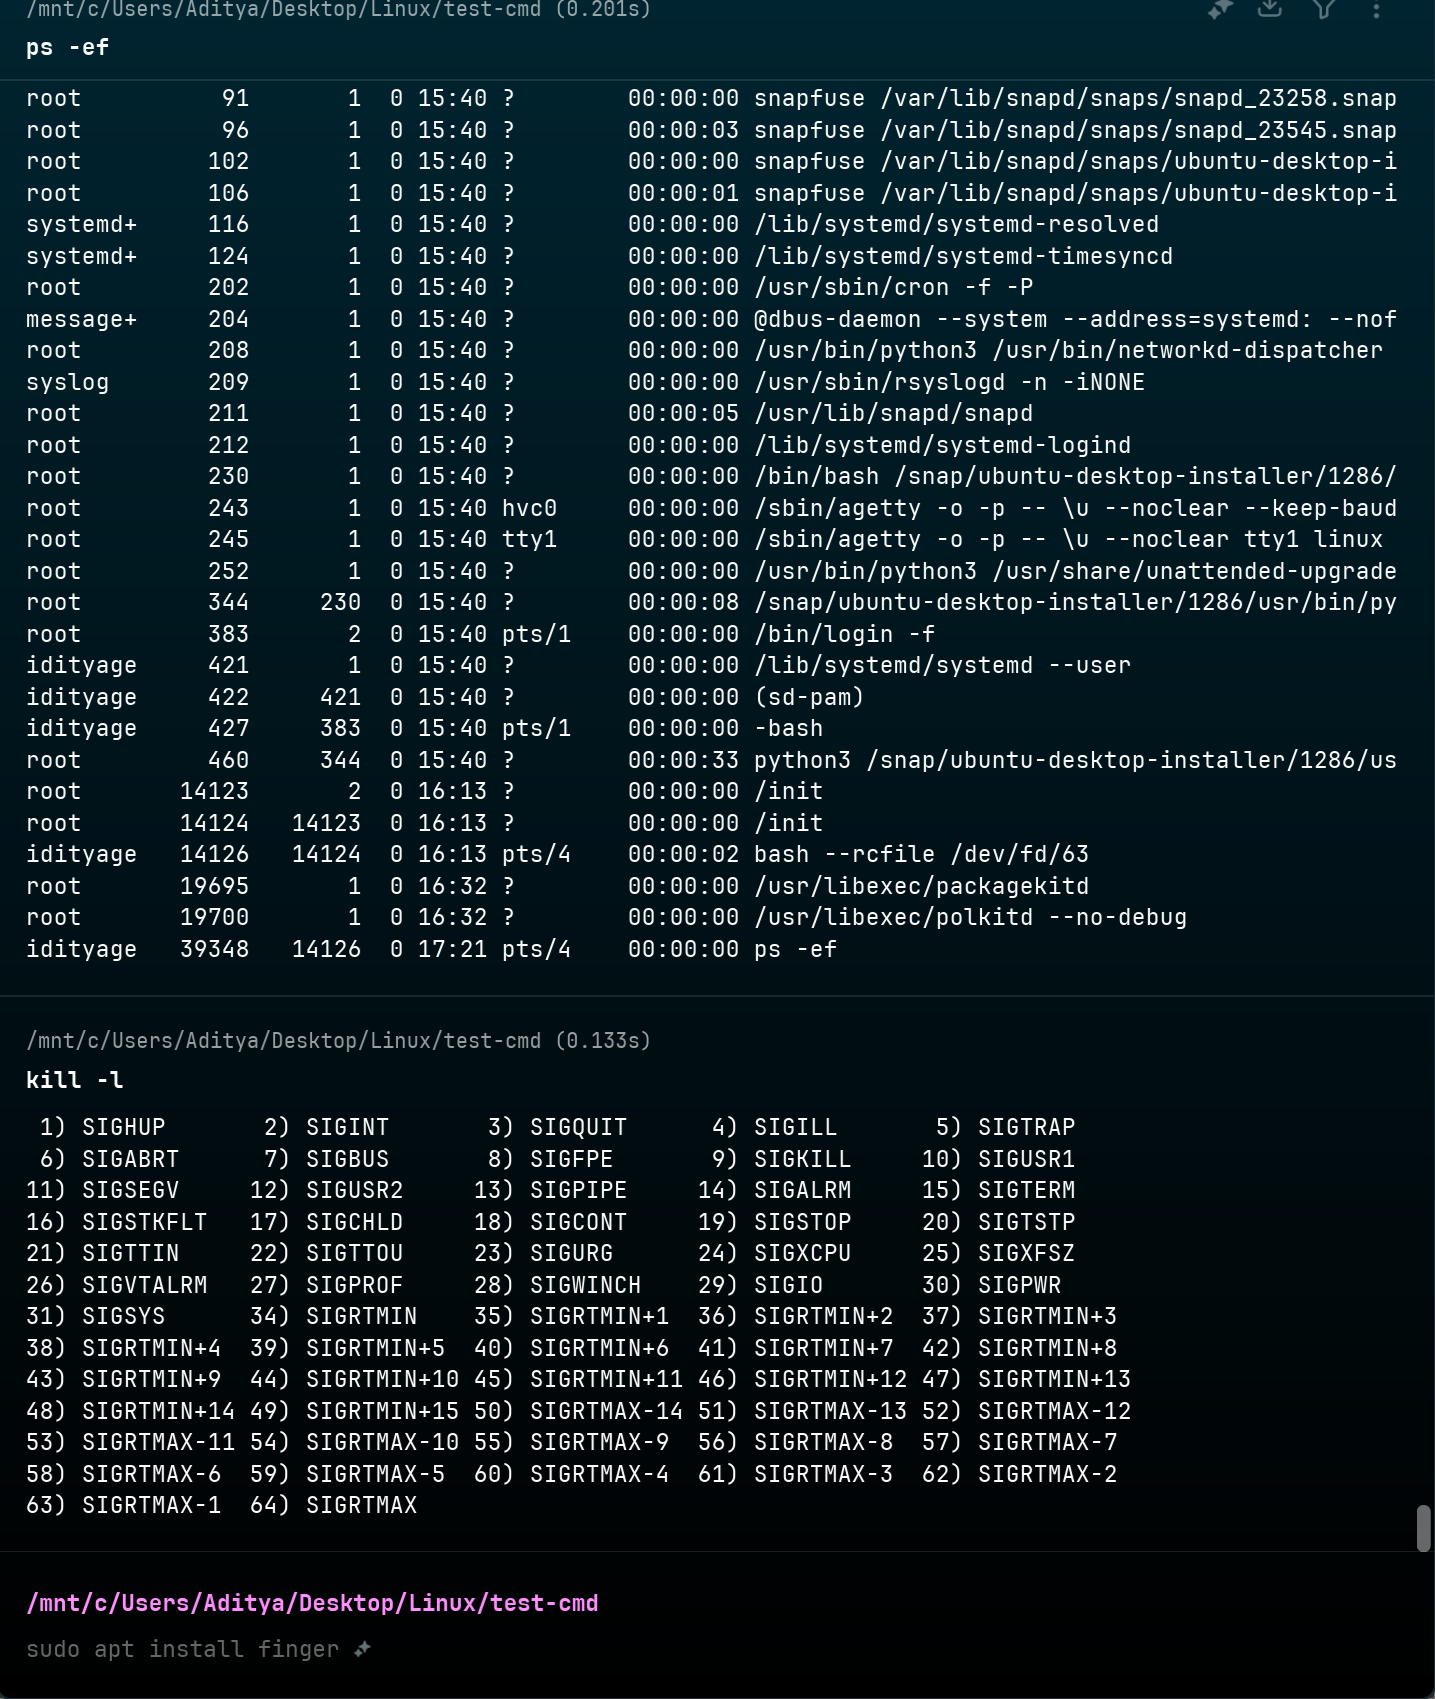 /mnt/c/Users/Aditya/Desktop/Linux/test-cmd (0.201s)
ps -ef
root         91       1  0 15:40 ?        00:00:00 snapfuse /var/lib/snapd/snaps/snapd_23258.snap
root         96       1  0 15:40 ?        00:00:03 snapfuse /var/lib/snapd/snaps/snapd_23545.snap
root        102       1  0 15:40 ?        00:00:00 snapfuse /var/lib/snapd/snaps/ubuntu-desktop-i
root        106       1  0 15:40 ?        00:00:01 snapfuse /var/lib/snapd/snaps/ubuntu-desktop-i
systemd+    116       1  0 15:40 ?        00:00:00 /lib/systemd/systemd-resolved
systemd+    124       1  0 15:40 ?        00:00:00 /lib/systemd/systemd-timesyncd
root        202       1  0 15:40 ?        00:00:00 /usr/sbin/cron -f -P
message+    204       1  0 15:40 ?        00:00:00 @dbus-daemon --system --address=systemd: --nof
root        208       1  0 15:40 ?        00:00:00 /usr/bin/python3 /usr/bin/networkd-dispatcher
syslog      209       1  0 15:40 ?        00:00:00 /usr/sbin/rsyslogd -n -iNONE
root        211       1  0 15:40 ?        00:00:05 /usr/lib/snapd/snapd
root        212       1  0 15:40 ?        00:00:00 /lib/systemd/systemd-logind
root        230       1  0 15:40 ?        00:00:00 /bin/bash /snap/ubuntu-desktop-installer/1286/
root        243       1  0 15:40 hvc0     00:00:00 /sbin/agetty -o -p -- \u --noclear --keep-baud
root        245       1  0 15:40 tty1     00:00:00 /sbin/agetty -o -p -- \u --noclear tty1 linux
root        252       1  0 15:40 ?        00:00:00 /usr/bin/python3 /usr/share/unattended-upgrade
root        344     230  0 15:40 ?        00:00:08 /snap/ubuntu-desktop-installer/1286/usr/bin/py
root        383       2  0 15:40 pts/1    00:00:00 /bin/login -f
idityage    421       1  0 15:40 ?        00:00:00 /lib/systemd/systemd --user
idityage    422     421  0 15:40 ?        00:00:00 (sd-pam)
idityage    427     383  0 15:40 pts/1    00:00:00 -bash
root        460     344  0 15:40 ?        00:00:33 python3 /snap/ubuntu-desktop-installer/1286/us
root      14123       2  0 16:13 ?        00:00:00 /init
root      14124   14123  0 16:13 ?        00:00:00 /init
idityage  14126   14124  0 16:13 pts/4    00:00:02 bash --rcfile /dev/fd/63
root      19695       1  0 16:32 ?        00:00:00 /usr/libexec/packagekitd
root      19700       1  0 16:32 ?        00:00:00 /usr/libexec/polkitd --no-debug
idityage  39348   14126  0 17:21 pts/4    00:00:00 ps -ef
/mnt/c/Users/Aditya/Desktop/Linux/test-cmd (0.133s)
kill -l
 1) SIGHUP       2) SIGINT       3) SIGQUIT      4) SIGILL       5) SIGTRAP
 6) SIGABRT      7) SIGBUS       8) SIGFPE       9) SIGKILL     10) SIGUSR1
11) SIGSEGV     12) SIGUSR2     13) SIGPIPE     14) SIGALRM     15) SIGTERM
16) SIGSTKFLT   17) SIGCHLD     18) SIGCONT     19) SIGSTOP     20) SIGTSTP
21) SIGTTIN     22) SIGTTOU     23) SIGURG      24) SIGXCPU     25) SIGXFSZ
26) SIGVTALRM   27) SIGPROF     28) SIGWINCH    29) SIGIO       30) SIGPWR
31) SIGSYS      34) SIGRTMIN    35) SIGRTMIN+1  36) SIGRTMIN+2  37) SIGRTMIN+3
38) SIGRTMIN+4  39) SIGRTMIN+5  40) SIGRTMIN+6  41) SIGRTMIN+7  42) SIGRTMIN+8
43) SIGRTMIN+9  44) SIGRTMIN+10 45) SIGRTMIN+11 46) SIGRTMIN+12 47) SIGRTMIN+13
48) SIGRTMIN+14 49) SIGRTMIN+15 50) SIGRTMAX-14 51) SIGRTMAX-13 52) SIGRTMAX-12
53) SIGRTMAX-11 54) SIGRTMAX-10 55) SIGRTMAX-9  56) SIGRTMAX-8  57) SIGRTMAX-7
58) SIGRTMAX-6  59) SIGRTMAX-5  60) SIGRTMAX-4  61) SIGRTMAX-3  62) SIGRTMAX-2
63) SIGRTMAX-1  64) SIGRTMAX
/mnt/c/Users/Aditya/Desktop/Linux/test-cmd
sudo apt install finger